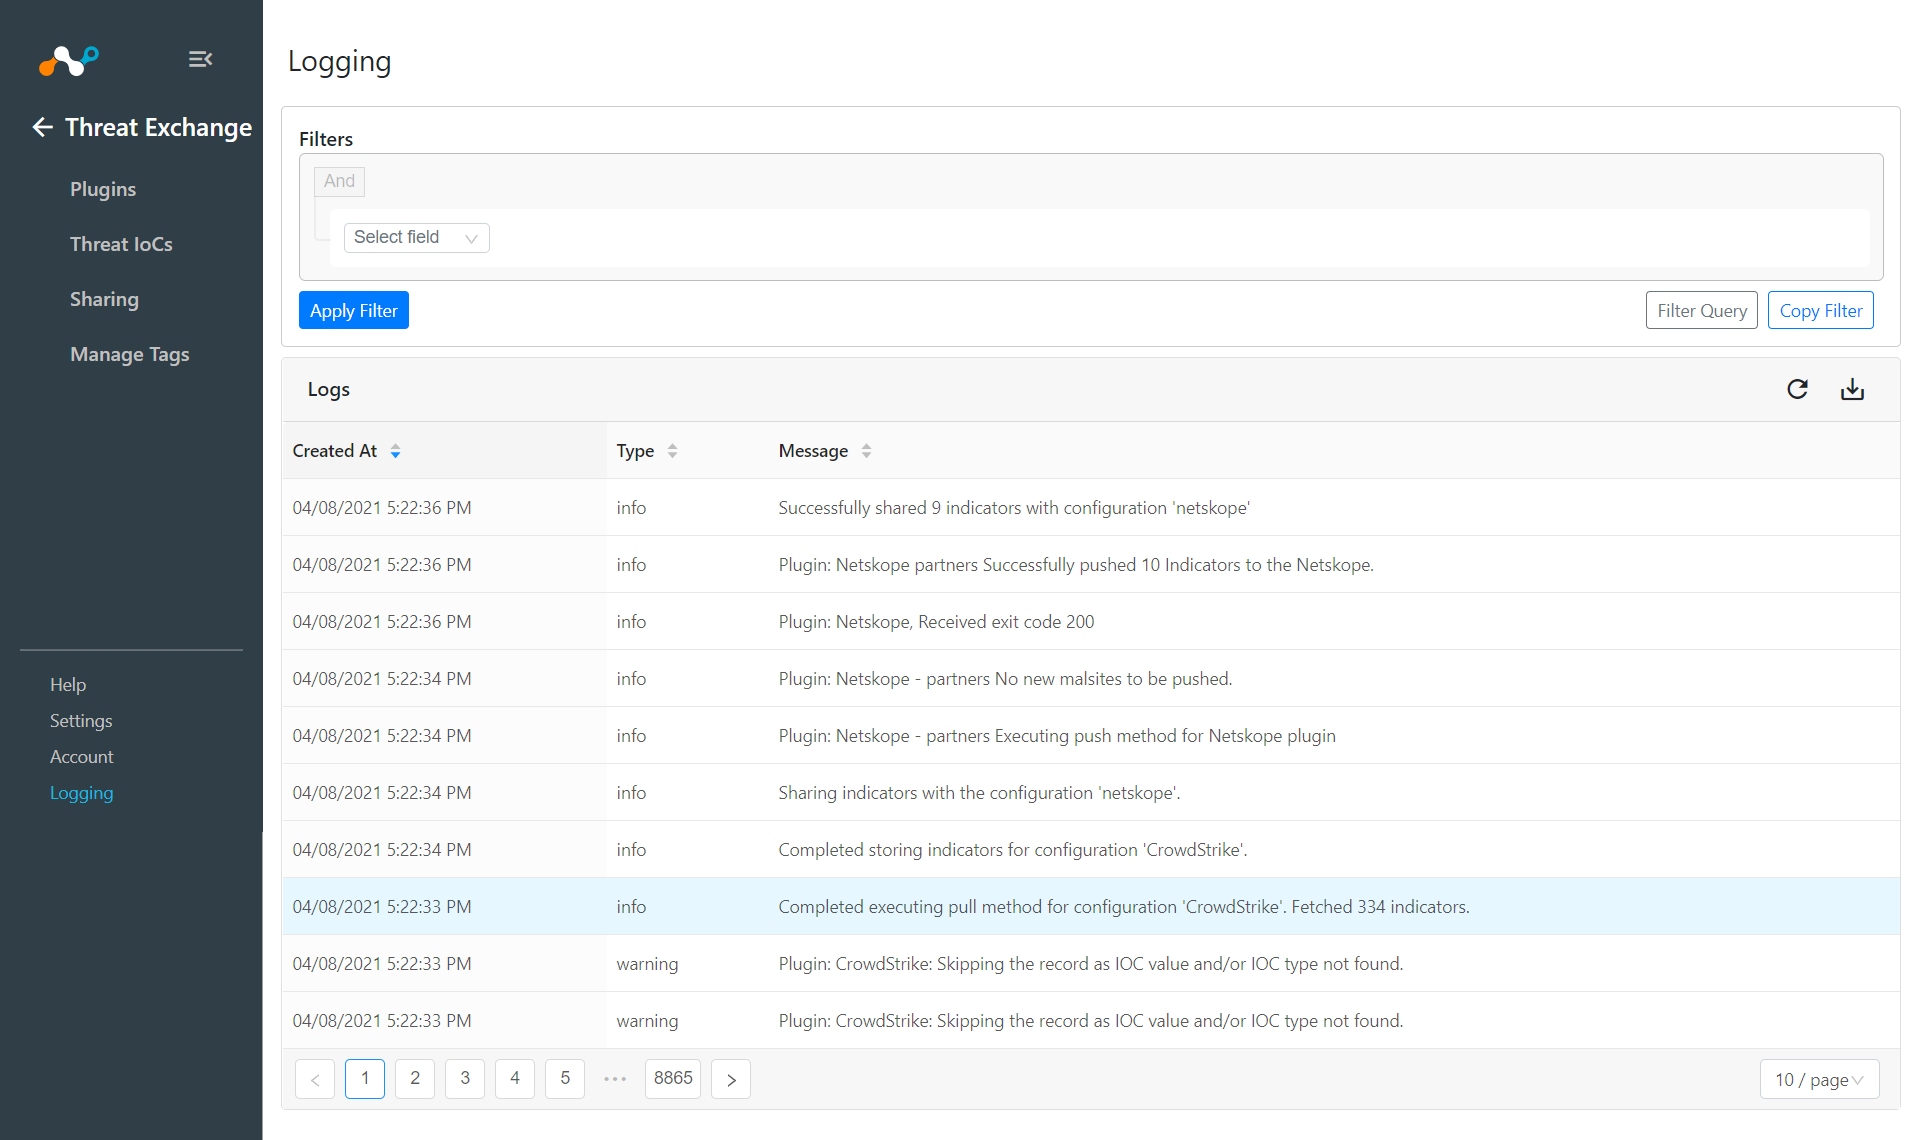 Threat Exchange
Plugins
Threat IoCs
Sharing
Manage Tags
Help
Settings
Account
Logging
Logging
Filters
And
Select field
Apply Filter
Filter Query
Copy Filter
Logs
Created At Type Message
04/08/2021 5:22:36 PM info Successfully shared 9 indicators with configuration 'netskope'
04/08/2021 5:22:36 PM info Plugin: Netskope partners Successfully pushed 10 Indicators to the Netskope.
04/08/2021 5:22:36 PM info Plugin: Netskope, Received exit code 200
04/08/2021 5:22:34 PM info Plugin: Netskope - partners No new malsites to be pushed.
04/08/2021 5:22:34 PM info Plugin: Netskope - partners Executing push method for Netskope plugin
04/08/2021 5:22:34 PM info Sharing indicators with the configuration 'netskope'.
04/08/2021 5:22:34 PM info Completed storing indicators for configuration 'CrowdStrike'.
04/08/2021 5:22:33 PM info Completed executing pull method for configuration 'CrowdStrike'. Fetched 334 indicators.
04/08/2021 5:22:33 PM warning Plugin: CrowdStrike: Skipping the record as IOC value and/or IOC type not found.
04/08/2021 5:22:33 PM warning Plugin: CrowdStrike: Skipping the record as IOC value and/or IOC type not found.
< 1 2 3 4 5 ••• 8865 > 10 / page